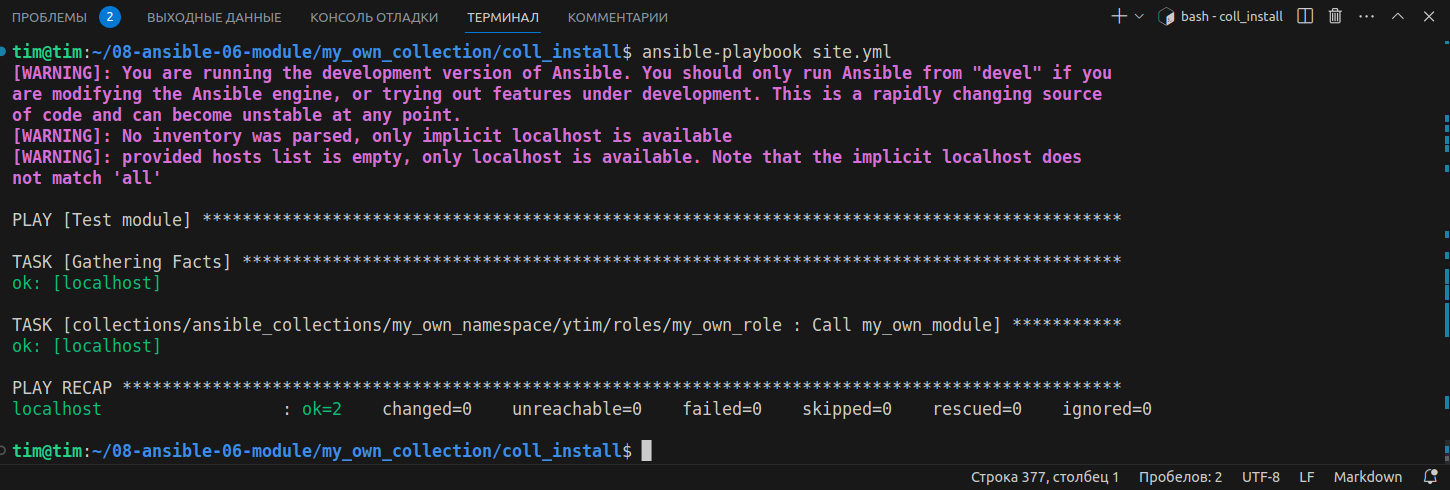 ПРОБЛЕМЫ 2 ВЫХОДНЫЕ ДАННЫЕ КОНСОЛЬ ОТЛАДКИ ТЕРМИНАЛ КОММЕНТАРИИ bash - coll_install
tim@tim:~/08-ansible-06-module/my_own_collection/coll_install$ ansible-playbook site.yml
[WARNING]: You are running the development version of Ansible. You should only run Ansible from "devel" if you
are modifying the Ansible engine, or trying out features under development. This is a rapidly changing source
of code and can become unstable at any point.
[WARNING]: No inventory was parsed, only implicit localhost is available
[WARNING]: provided hosts list is empty, only localhost is available. Note that the implicit localhost does
not match 'all'
PLAY [Test module] ********************************************************************************************
TASK [Gathering Facts] ****************************************************************************************
ok: [localhost]
TASK [collections/ansible_collections/my_own_namespace/ytim/roles/my_own_role : Call my_own_module] ***********
ok: [localhost]
PLAY RECAP ****************************************************************************************************
localhost                  : ok=2    changed=0    unreachable=0    failed=0    skipped=0    rescued=0    ignored=0
tim@tim:~/08-ansible-06-module/my_own_collection/coll_install$
Строка 377, столбец 1 Пробелов: 2 UTF-8 LF Markdown